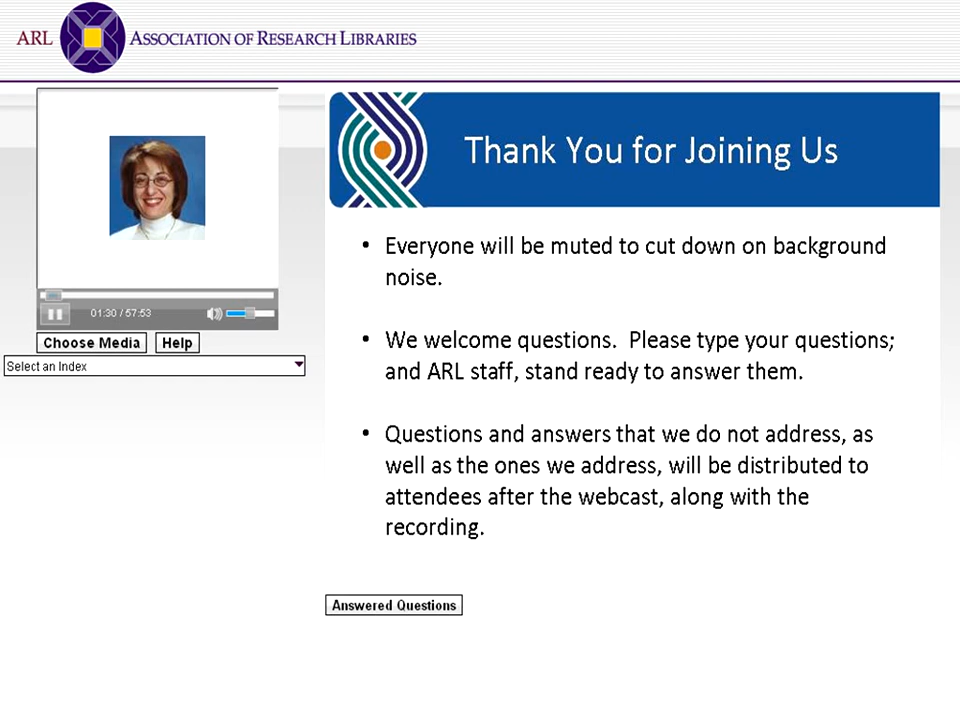 ARL ASSOCIATION OF RESEARCH LIBRARIES
Thank You for Joining Us
• Everyone will be muted to cut down on background
noise.
• We welcome questions.  Please type your questions;
and ARL staff, stand ready to answer them.
• Questions and answers that we do not address, as
well as the ones we address, will be distributed to
attendees after the webcast, along with the
recording.
01:30 / 57:53
Choose Media Help
Select an Index
Answered Questions